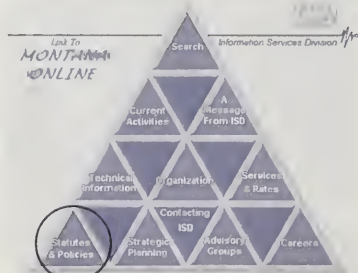 Link To
MONTANA
ONLINE
Information Services Division
Search
Current
Activities
A
Message
From ISD
Technical
Information
Organization
Services
& Rates
Contacting
ISD
Statutes
& Policies
Strategic
Planning
Advisory
Groups
Careers